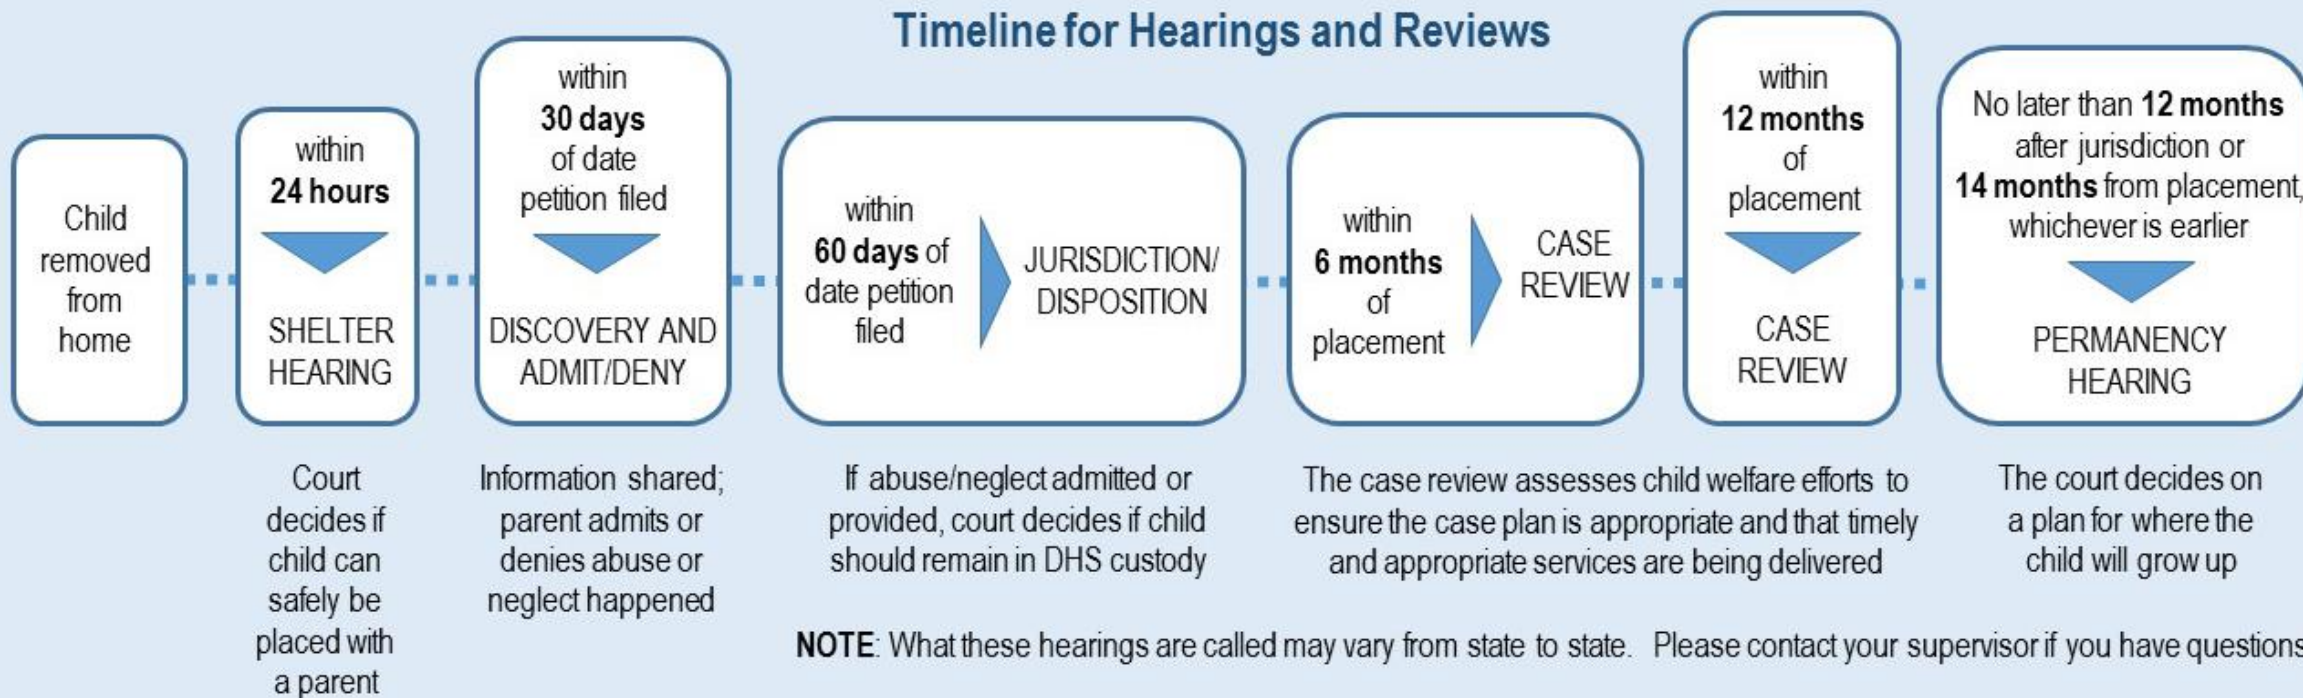 Timeline for Hearings and Reviews
Child
removed
from
home
within
24 hours
SHELTER
HEARING
Court
decides if
child can
safely be
placed with
a parent
within
30 days
of date
petition filed
DISCOVERY AND
ADMIT/DENY
Information shared;
parent admits or
denies abuse or
neglect happened
within
60 days of
date petition
filed
JURISDICTION/
DISPOSITION
If abuse/neglect admitted or
provided, court decides if child
should remain in DHS custody
within
6 months
of
placement
CASE
REVIEW
within
12 months
of
placement
CASE
REVIEW
The case review assesses child welfare efforts to
ensure the case plan is appropriate and that timely
and appropriate services are being delivered
No later than 12 months
after jurisdiction or
14 months from placement,
whichever is earlier
PERMANENCY
HEARING
The court decides on
a plan for where the
child will grow up
NOTE: What these hearings are called may vary from state to state. Please contact your supervisor if you have questions